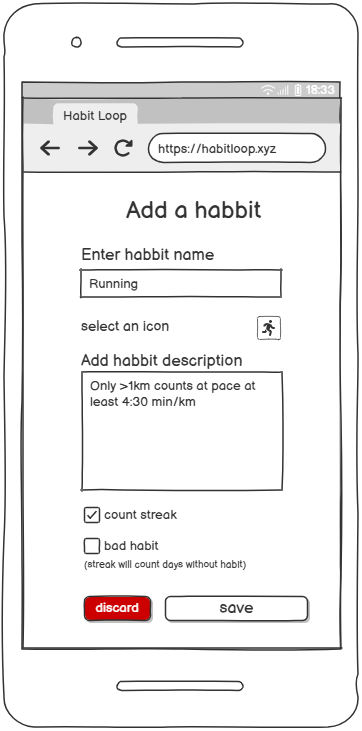 18:33
Habit Loop
https://habitloop.xyz
Add a habbit
Enter habbit name
Running
select an icon
Add habbit description
Only >1km counts at pace at
least 4:30 min/km
count streak
bad habit
(streak will count days without habit)
discard save